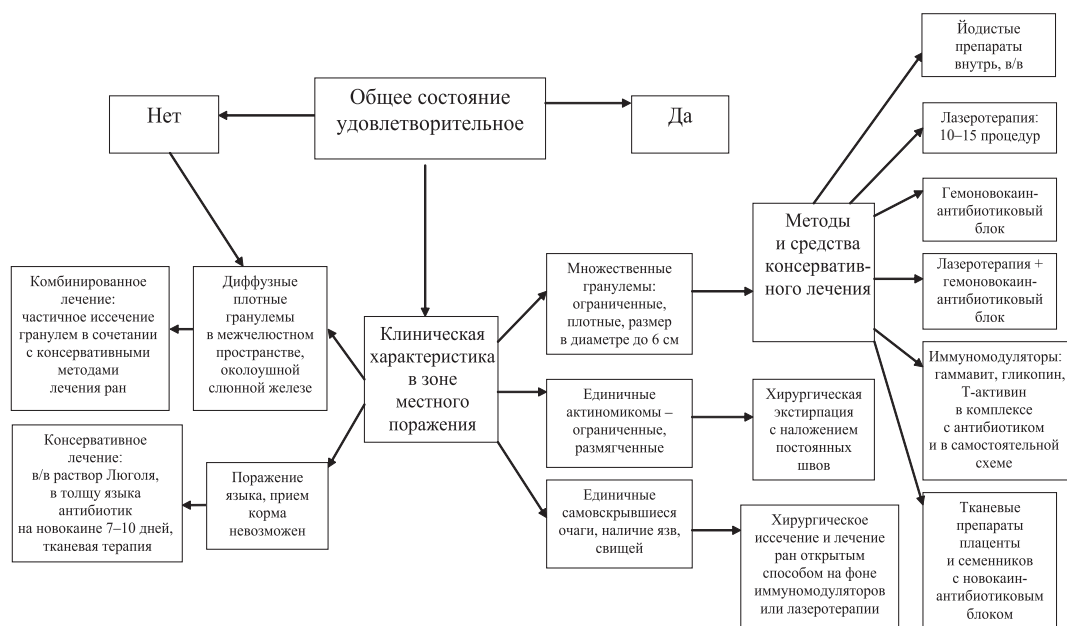 Йодистые
препараты
внутрь, в/в
Общее состояние
удовлетворительное
Нет
Да
Лазеротерапия:
10–15 процедур
Гемоновокаин-
антибиотиковый
блок
Методы
и средства
консерватив-
ного лечения
Лазеротерапия +
гемоновокаин-
антибиотиковый
блок
Комбинированное
лечение:
частичное иссечение
гранулем в сочетании
с консервативными
методами
лечения ран
Диффузные
плотные
гранулемы
в межчелюстном
пространстве,
околоушной
слюнной железе
Клиническая
характеристика
в зоне
местного
поражения
Множественные
гранулемы:
ограниченные,
плотные, размер
в диаметре до 6 см
Иммуномодуляторы:
гаммавит, гликопин,
Т-активин
в комплексе
с антибиотиком
и в самостоятельной
схеме
Единичные
актиномикомы –
ограниченные,
размягченные
Хирургическая
экстирпация
с наложением
постоянных
швов
Консервативное
лечение:
в/в раствор Люголя,
в толщу языка
антибиотик
на новокаине 7–10 дней,
тканевая терапия
Поражение
языка, прием
корма
невозможен
Единичные
самовскрывшиеся
очаги, наличие язв,
свищей
Хирургическое
иссечение и лечение
ран открытым
способом на фоне
иммуномодуляторов
или лазеротерапии
Тканевые
препараты
плаценты
и семенников
с новокаин-
антибиотиковым
блоком